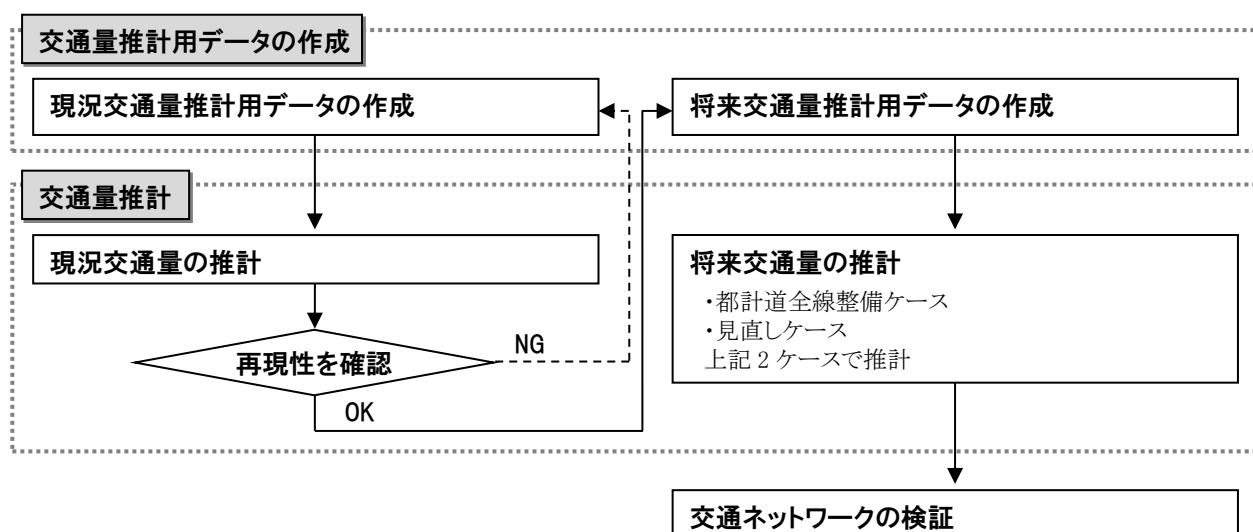 交通量推計用データの作成
現況交通量推計用データの作成
将来交通量推計用データの作成
交通量推計
現況交通量の推計
再現性を確認
NG
OK
将来交通量の推計
・都計道全線整備ケース
・見直しケース
上記 2 ケースで推計
交通ネットワークの検証